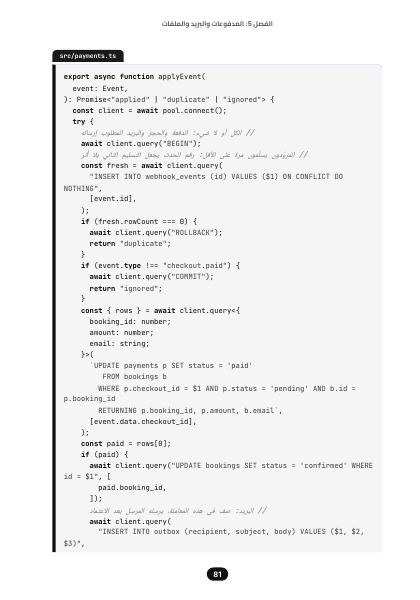 الفصل 5: المدفوعات والبريد والملفات
src/payments.ts
export async function applyEvent(
event: Event,
): Promise<"applied" | "duplicate" | "ignored"> {
const client = await pool.connect();
try {
// الكل أو لا شيء: الدفعة والحجز والبريد المطلوب إرساله
await client.query("BEGIN");
// المزوّدون يسلّمون مرة على الأقل: رقم الحدث يجعل التسليم الثاني بلا أثر
const fresh = await client.query(
"INSERT INTO webhook_events (id) VALUES ($1) ON CONFLICT DO
NOTHING",
[event.id],
);
if (fresh.rowCount === 0) {
await client.query("ROLLBACK");
return "duplicate";
}
if (event.type !== "checkout.paid") {
await client.query("COMMIT");
return "ignored";
}
const { rows } = await client.query<{
booking_id: number;
amount: number;
email: string;
}>(
`UPDATE payments p SET status = 'paid'
FROM bookings b
WHERE p.checkout_id = $1 AND p.status = 'pending' AND b.id =
p.booking_id
RETURNING p.booking_id, p.amount, b.email`,
[event.data.checkout_id],
);
const paid = rows[0];
if (paid) {
await client.query("UPDATE bookings SET status = 'confirmed' WHERE
id = $1", [
paid.booking_id,
]);
// البريد: صف في هذه المعاملة، يرسله المرسل بعد الاعتماد
await client.query(
"INSERT INTO outbox (recipient, subject, body) VALUES ($1, $2,
$3)",
81